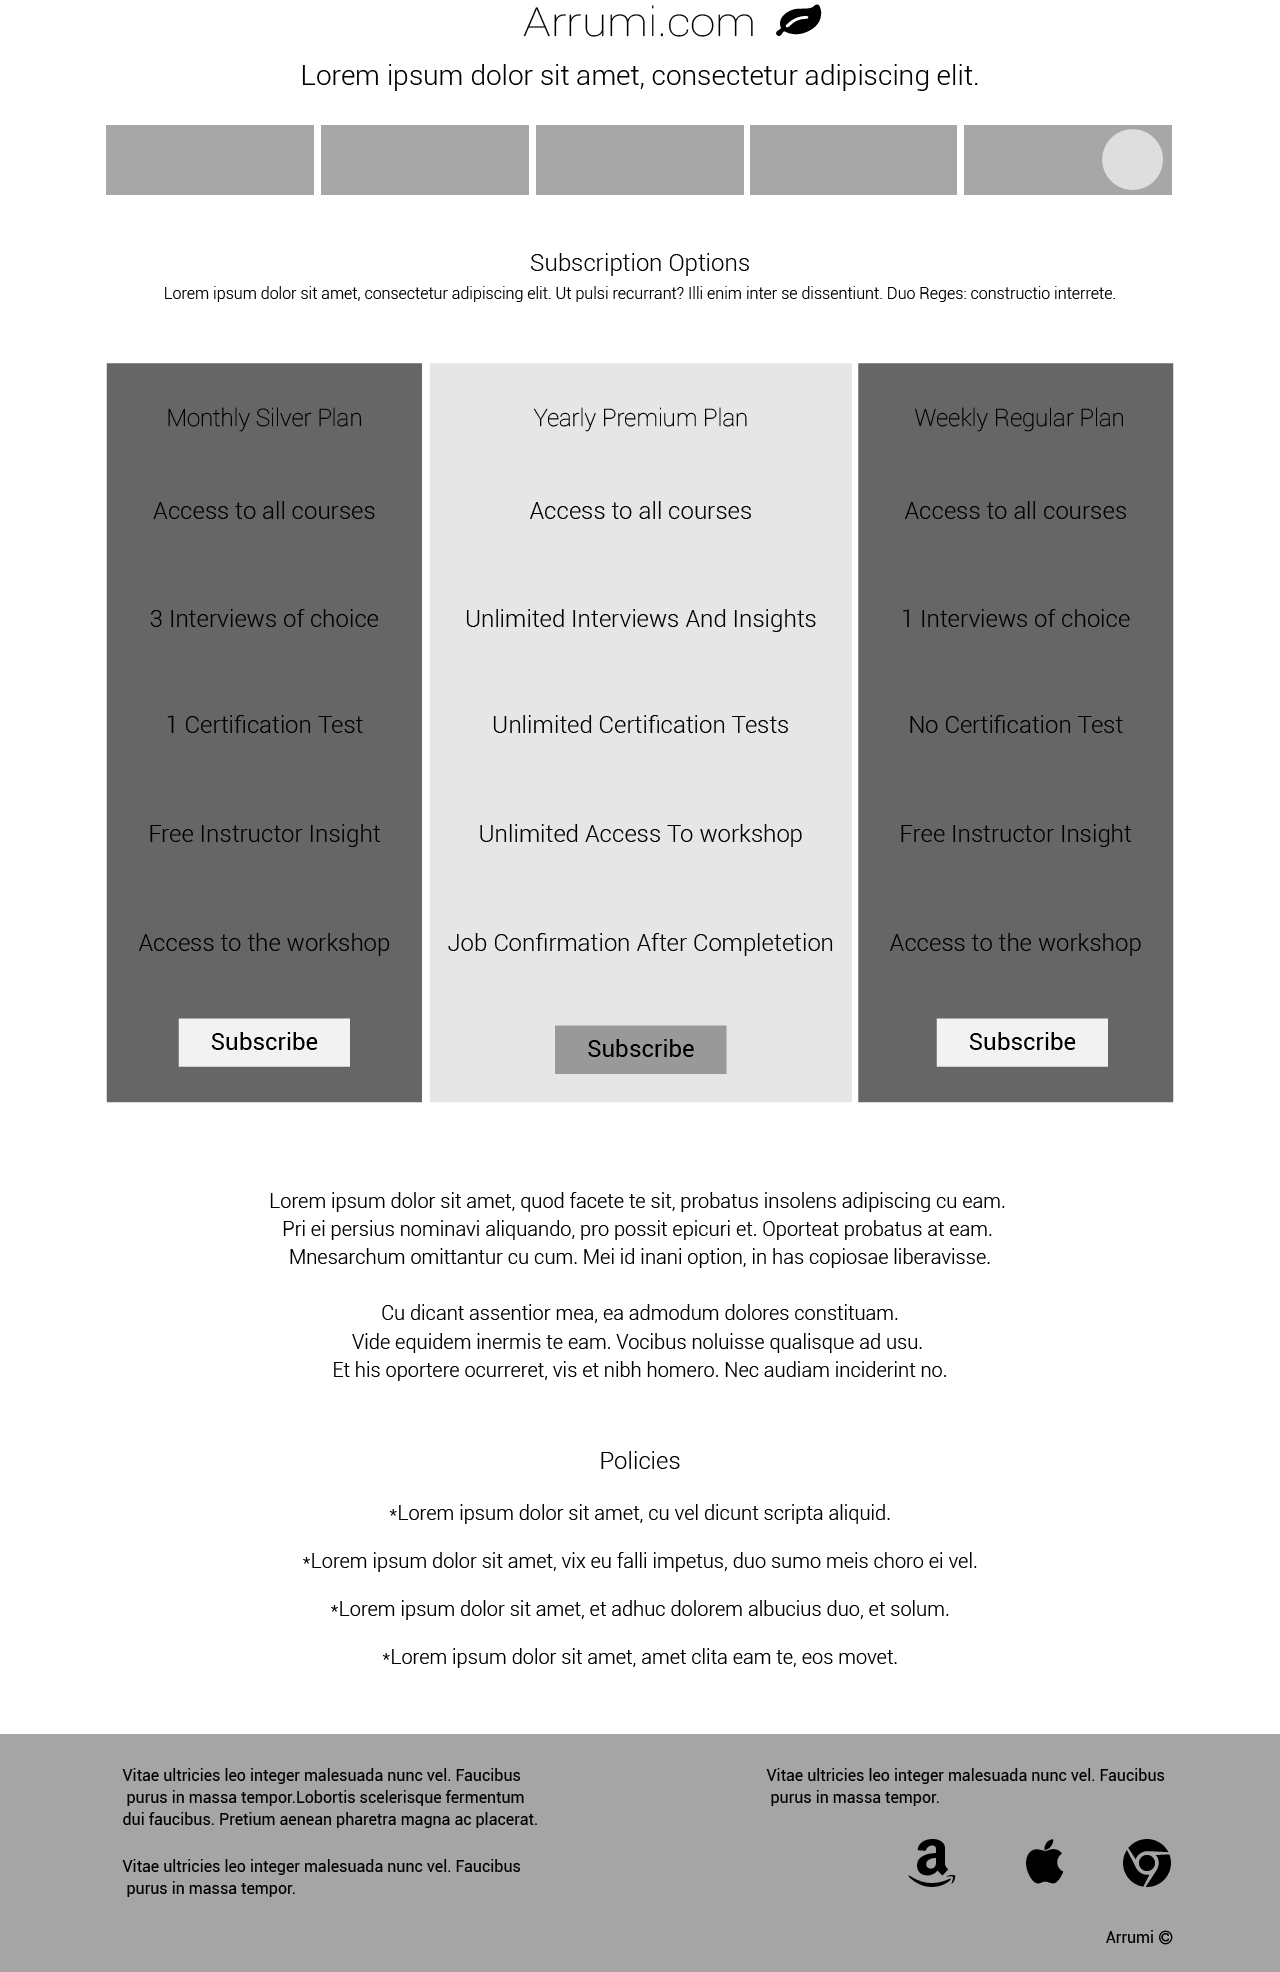 Arrumi.com
Lorem ipsum dolor sit amet, consectetur adipiscing elit.
Subscription Options
Lorem ipsum dolor sit amet, consectetur adipiscing elit. Ut pulsi recurrant? Illi enim inter se dissentiunt. Duo Reges: constructio interrete.
Monthly Silver Plan
Access to all courses
3 Interviews of choice
1 Certification Test
Free Instructor Insight
Access to the workshop
Subscribe
Yearly Premium Plan
Access to all courses
Unlimited Interviews And Insights
Unlimited Certification Tests
Unlimited Access To workshop
Job Confirmation After Completetion
Subscribe
Weekly Regular Plan
Access to all courses
1 Interviews of choice
No Certification Test
Free Instructor Insight
Access to the workshop
Subscribe
Lorem ipsum dolor sit amet, quod facete te sit, probatus insolens adipiscing cu eam.
Pri ei persius nominavi aliquando, pro possit epicuri et. Oporteat probatus at eam.
Mnesarchum omittantur cu cum. Mei id inani option, in has copiosae liberavisse.
Cu dicant assentior mea, ea admodum dolores constituam.
Vide equidem inermis te eam. Vocibus noluisse qualisque ad usu.
Et his oportere ocurreret, vis et nibh homero. Nec audiam inciderint no.
Policies
*Lorem ipsum dolor sit amet, cu vel dicunt scripta aliquid.
*Lorem ipsum dolor sit amet, vix eu falli impetus, duo sumo meis choro ei vel.
*Lorem ipsum dolor sit amet, et adhuc dolorem albucius duo, et solum.
*Lorem ipsum dolor sit amet, amet clita eam te, eos movet.
Vitae ultricies leo integer malesuada nunc vel. Faucibus
purus in massa tempor.Lobortis scelerisque fermentum
dui faucibus. Pretium aenean pharetra magna ac placerat.
Vitae ultricies leo integer malesuada nunc vel. Faucibus
purus in massa tempor.
Vitae ultricies leo integer malesuada nunc vel. Faucibus
purus in massa tempor.
Arrumi ©